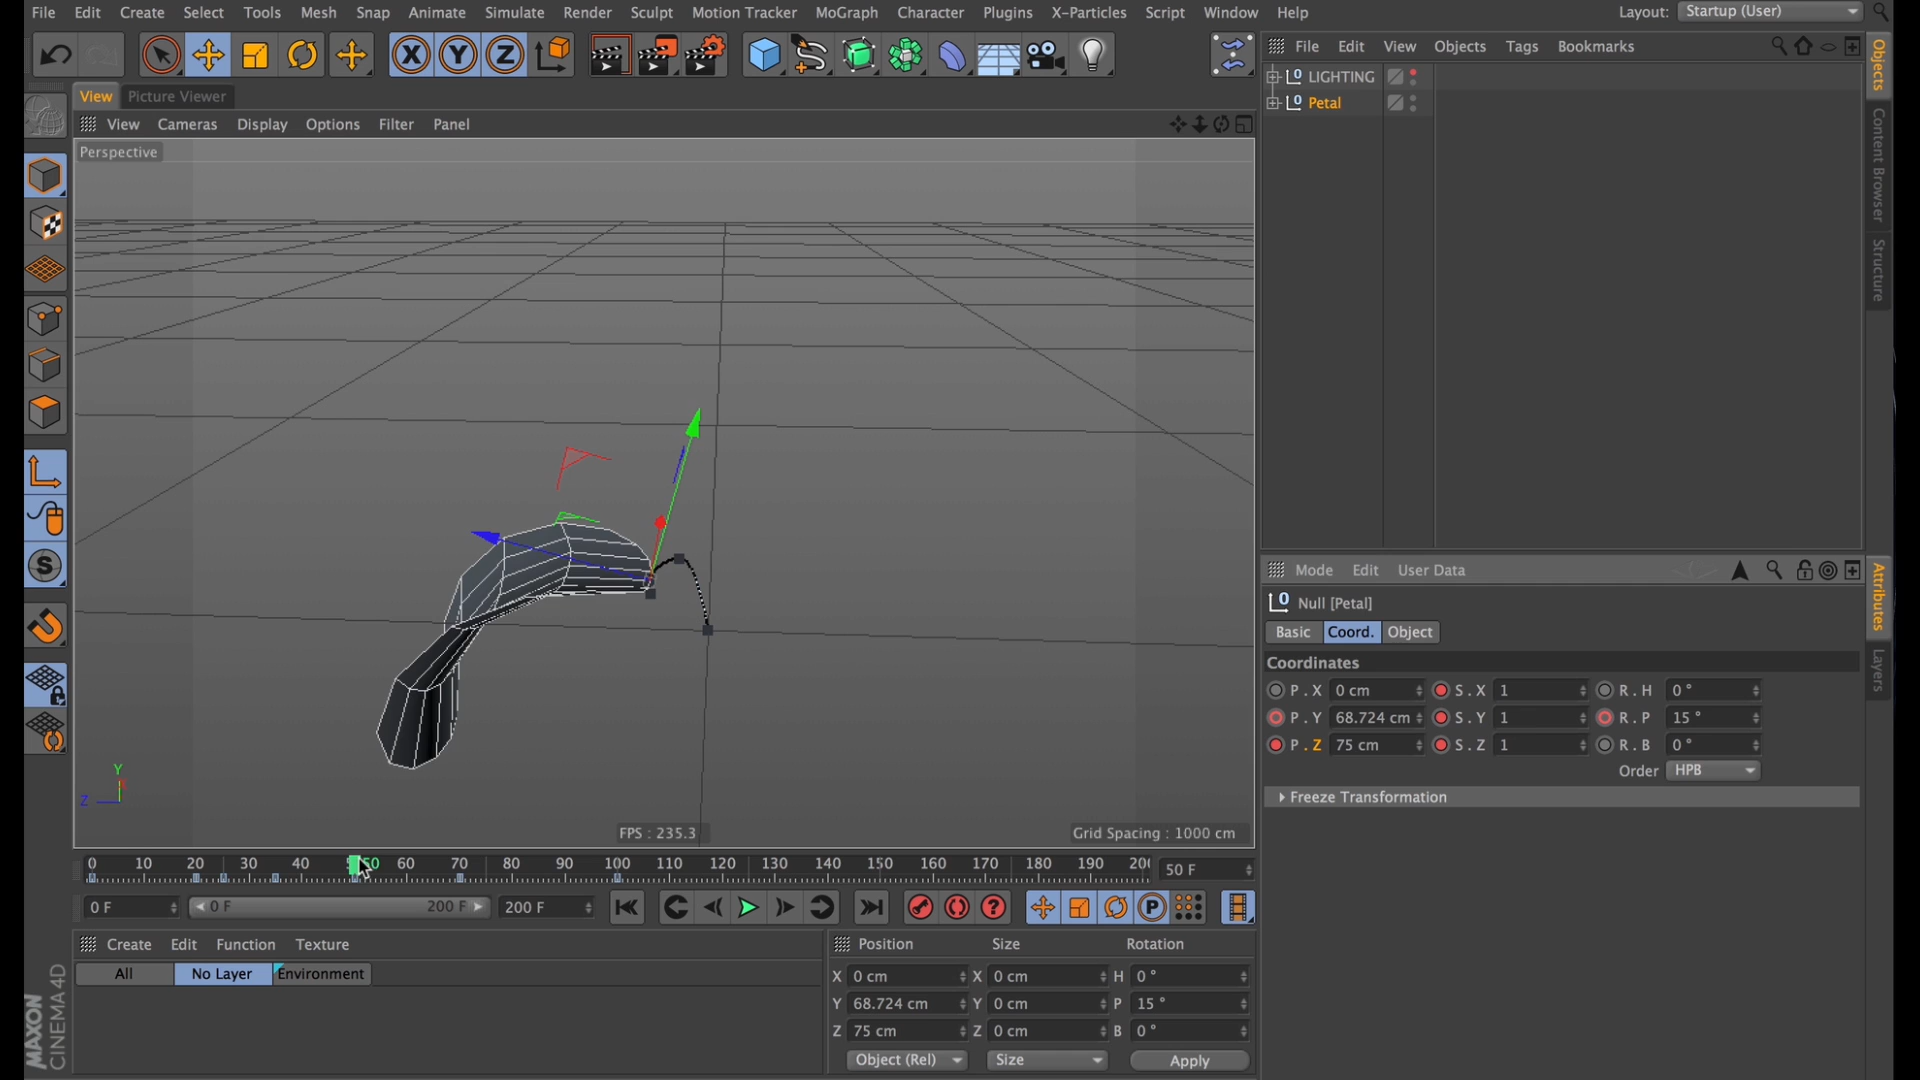 File Edit Create Select Tools Mesh Snap Animate Simulate Render Sculpt Motion Tracker MoGraph Character Plugins X-Particles Script Window Help Layout: Startup (User)
X Y Z
View Picture Viewer
View Cameras Display Options Filter Panel
Perspective
Y
Z
FPS : 235.3
Grid Spacing : 1000 cm
0 10 20 30 40 50 60 70 80 90 100 110 120 130 140 150 160 170 180 190 50 F
0 F 0 F 200 F 200 F
Create Edit Function Texture
All No Layer Environment
Position Size Rotation
X 0 cm X 0 cm H 0 °
Y 68.724 cm Y 0 cm P 15 °
Z 75 cm Z 0 cm B 0 °
Object (Rel) Size Apply
MAXON
CINEMA 4D
File Edit View Objects Tags Bookmarks
LIGHTING
Petal
Objects
Content Browser
Structure
Mode Edit User Data
Null [Petal]
Basic Coord. Object
Coordinates
P . X 0 cm S . X 1 R . H 0 °
P . Y 68.724 cm S . Y 1 R . P 15 °
P . Z 75 cm S . Z 1 R . B 0 °
Order HPB
Freeze Transformation
Attributes
Layers